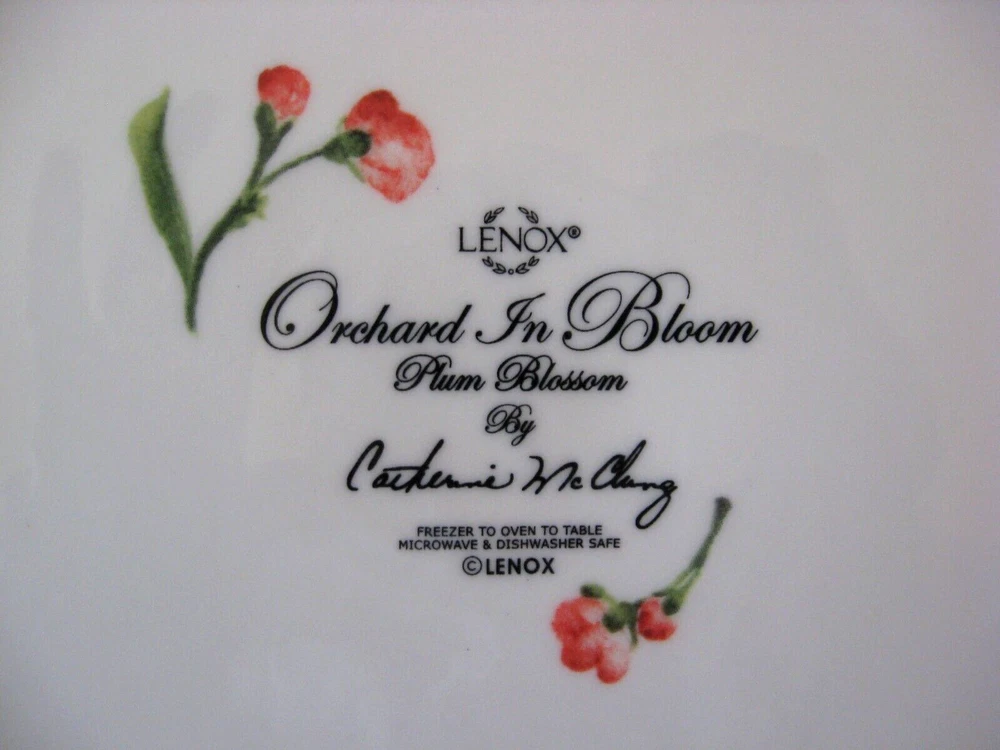 LENOX®
Orchard In Bloom
Plum Blossom
By
Catherine McClung
FREEZER TO OVEN TO TABLE
MICROWAVE & DISHWASHER SAFE
©LENOX